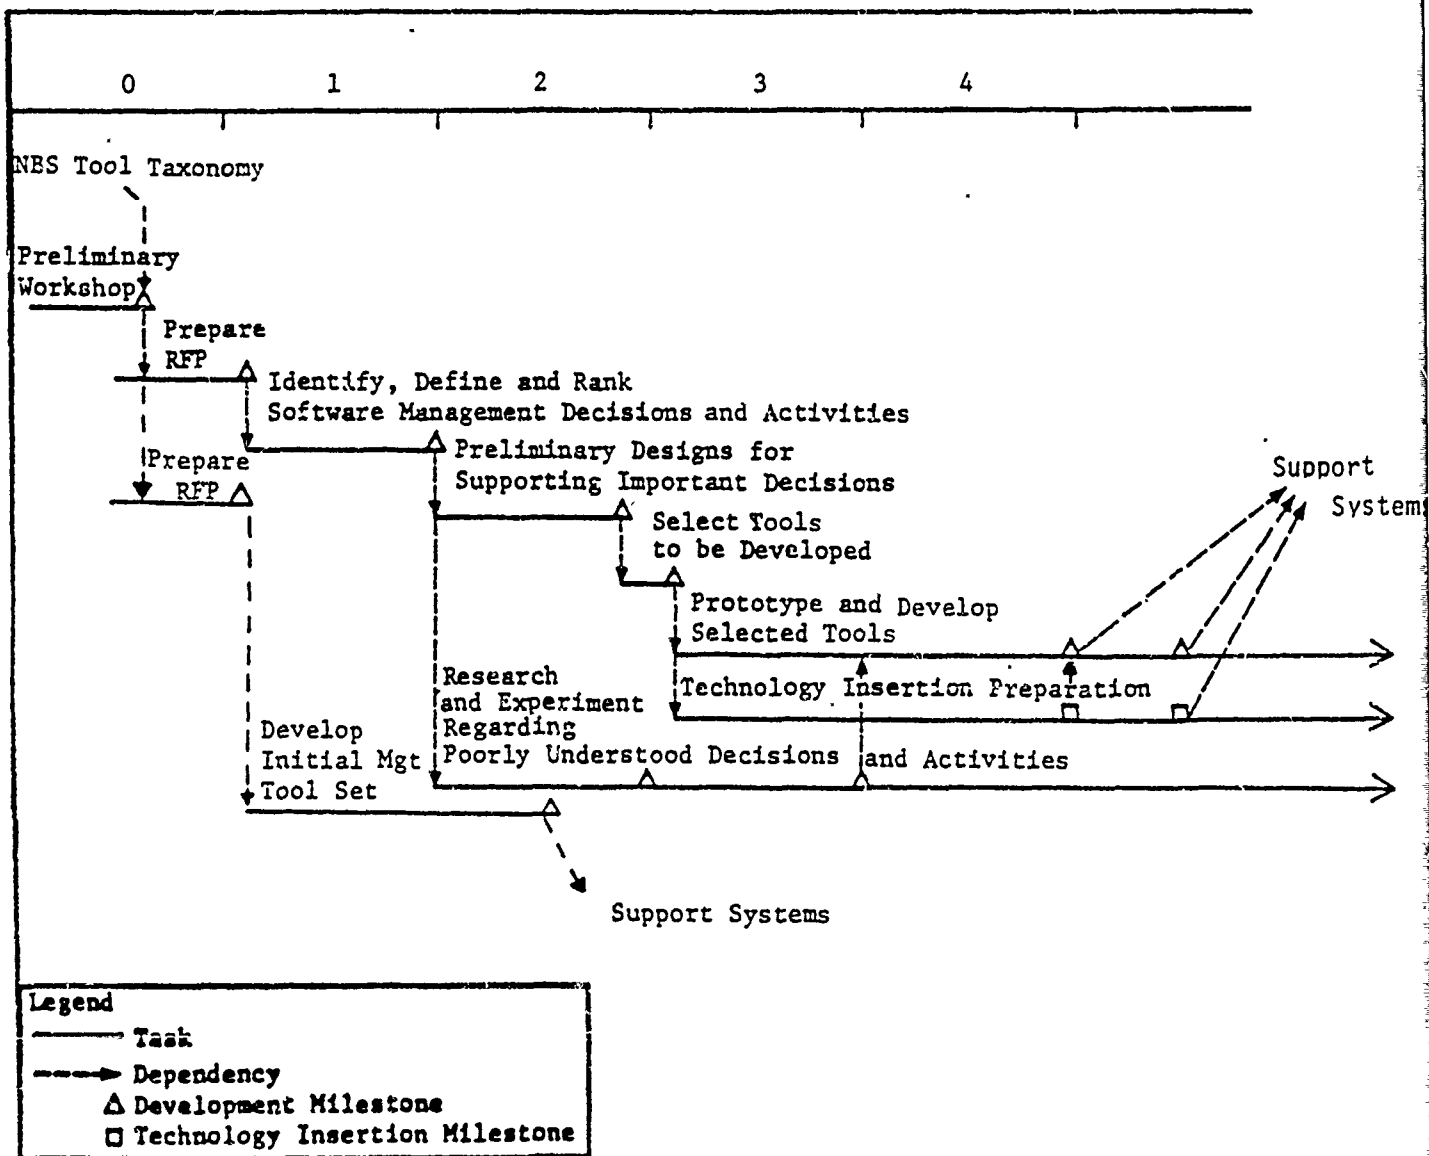 0 1 2 3 4
NBS Tool Taxonomy
Preliminary
Workshop
Prepare
RFP
Identify, Define and Rank
Software Management Decisions and Activities
Prepare
RFP
Preliminary Designs for
Supporting Important Decisions
Support
System
Select Tools
to be Developed
Prototype and Develop
Selected Tools
Technology Insertion Preparation
Research
and Experiment
Regarding
Poorly Understood Decisions and Activities
Develop
Initial Mgt
Tool Set
Support Systems
Legend
Task
Dependency
Development Milestone
Technology Insertion Milestone